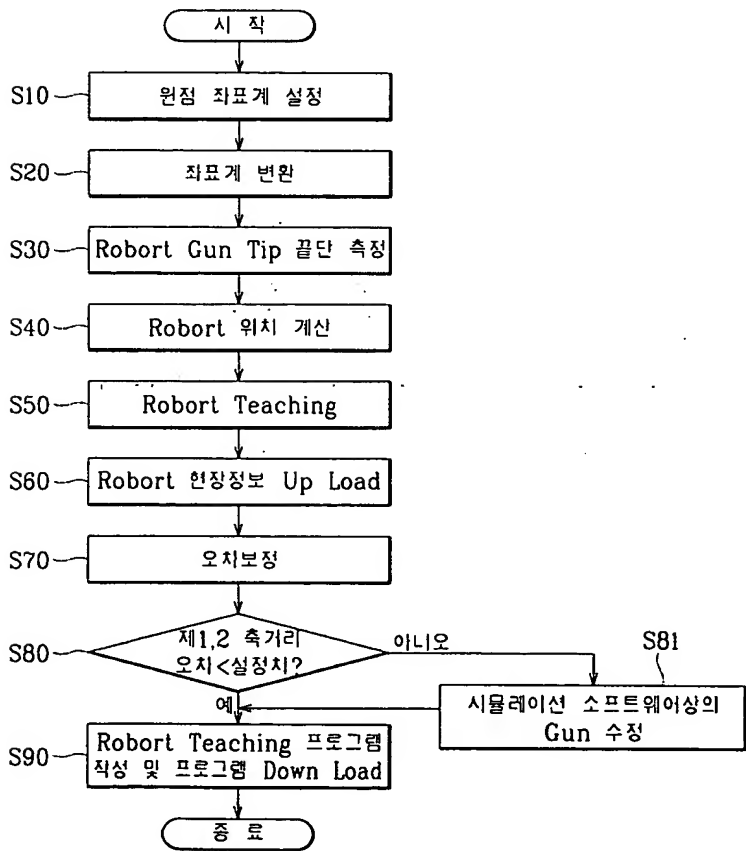 시 작
S10
원점 좌표계 설정
S20
좌표계 변환
S30
Robort Gun Tip 끝단 측정
S40
Robort 위치 계산
S50
Robort Teaching
S60
Robort 현장정보 Up Load
S70
오차보정
S80
제1,2 축거리
오차<설정치?
아니오
예
S81
시뮬레이션 소프트웨어상의
Gun 수정
S90
Robort Teaching 프로그램
작성 및 프로그램 Down Load
종 료